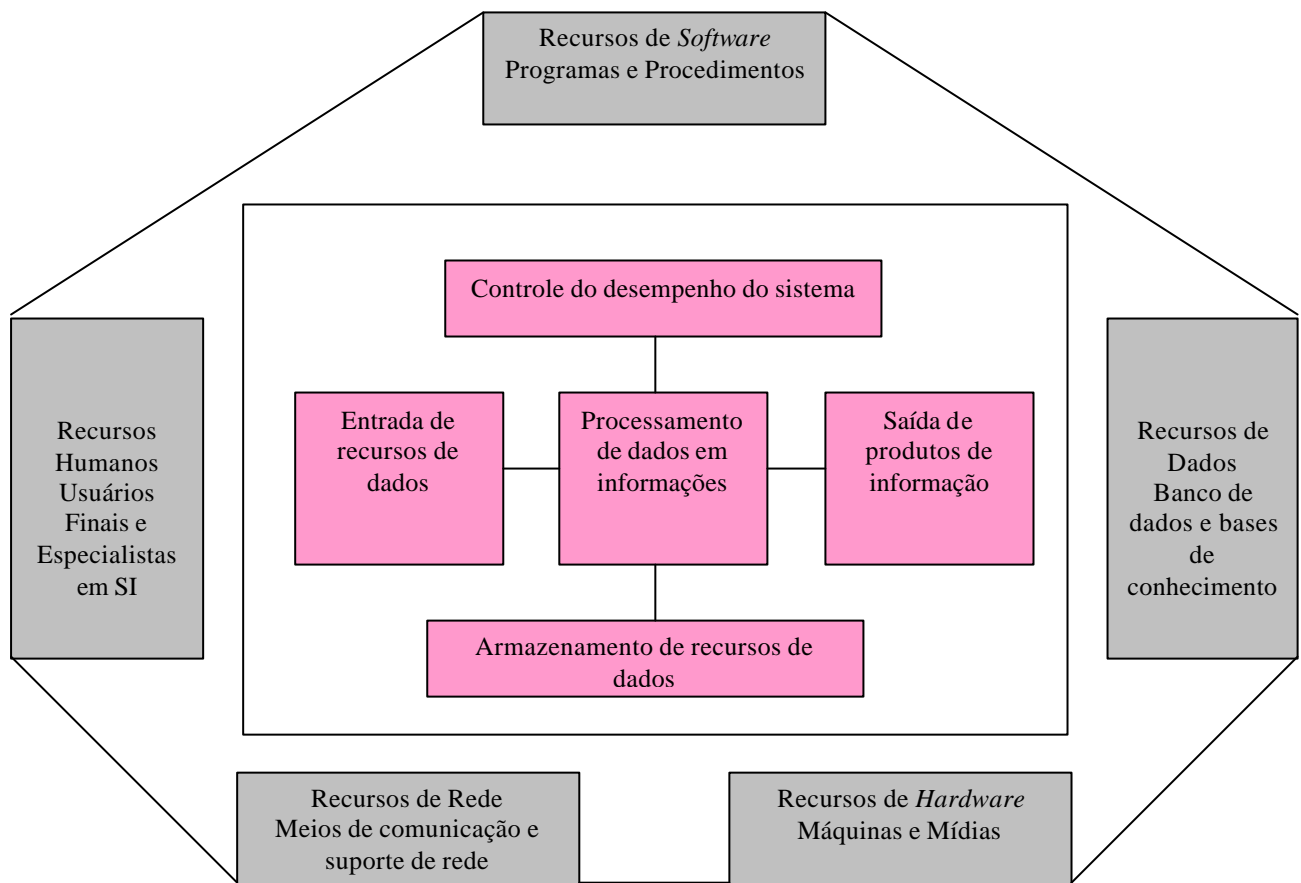 Recursos de Software
Programas e Procedimentos
Controle do desempenho do sistema
Entrada de
recursos de
dados
Processamento
de dados em
informações
Saída de
produtos de
informação
Armazenamento de recursos de
dados
Recursos
Humanos
Usuários
Finais e
Especialistas
em SI
Recursos de
Dados
Banco de
dados e bases
de
conhecimento
Recursos de Rede
Meios de comunicação e
suporte de rede
Recursos de Hardware
Máquinas e Mídias